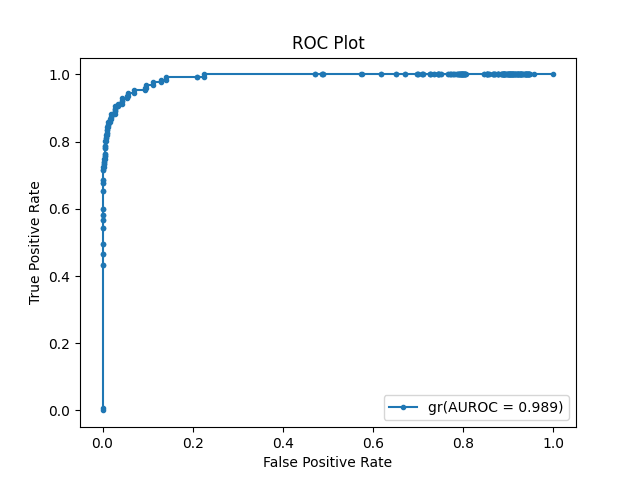 ROC Plot
True Positive Rate
1.0
0.8
0.6
0.4
0.2
0.0
gr(AUROC = 0.989)
0.0 0.2 0.4 0.6 0.8 1.0
False Positive Rate